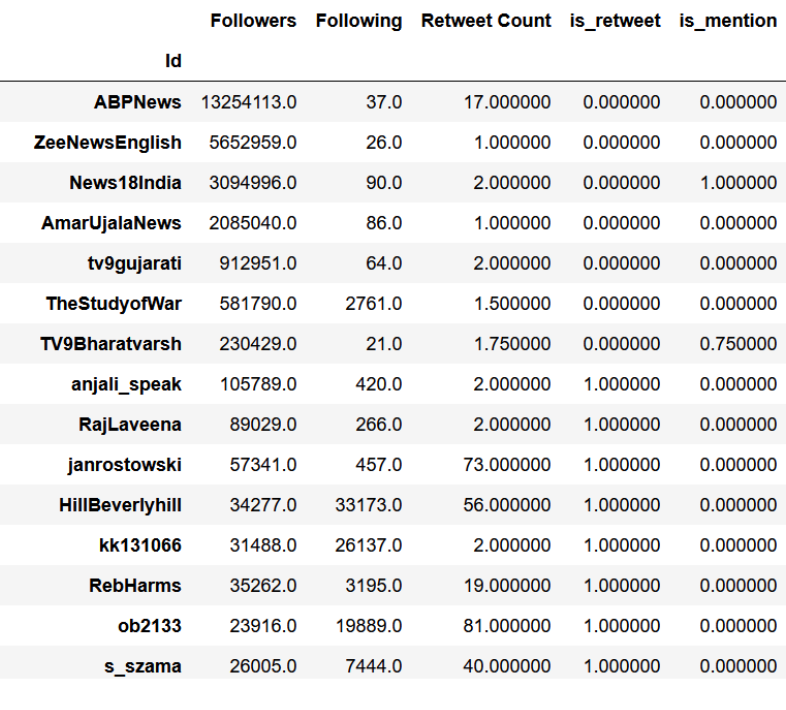 Followers Following Retweet Count is_retweet is_mention
Id
ABPNews 13254113.0 37.0 17.000000 0.000000 0.000000
ZeeNewsEnglish 5652959.0 26.0 1.000000 0.000000 0.000000
News18India 3094996.0 90.0 2.000000 0.000000 1.000000
AmarUjalaNews 2085040.0 86.0 1.000000 0.000000 0.000000
tv9gujarati 912951.0 64.0 2.000000 0.000000 0.000000
TheStudyofWar 581790.0 2761.0 1.500000 0.000000 0.000000
TV9Bharatvarsh 230429.0 21.0 1.750000 0.000000 0.750000
anjali_speak 105789.0 420.0 2.000000 1.000000 0.000000
RajLaveena 89029.0 266.0 2.000000 1.000000 0.000000
janrostowski 57341.0 457.0 73.000000 1.000000 0.000000
HillBeverlyhill 34277.0 33173.0 56.000000 1.000000 0.000000
kk131066 31488.0 26137.0 2.000000 1.000000 0.000000
RebHarms 35262.0 3195.0 19.000000 1.000000 0.000000
ob2133 23916.0 19889.0 81.000000 1.000000 0.000000
s_szama 26005.0 7444.0 40.000000 1.000000 0.000000